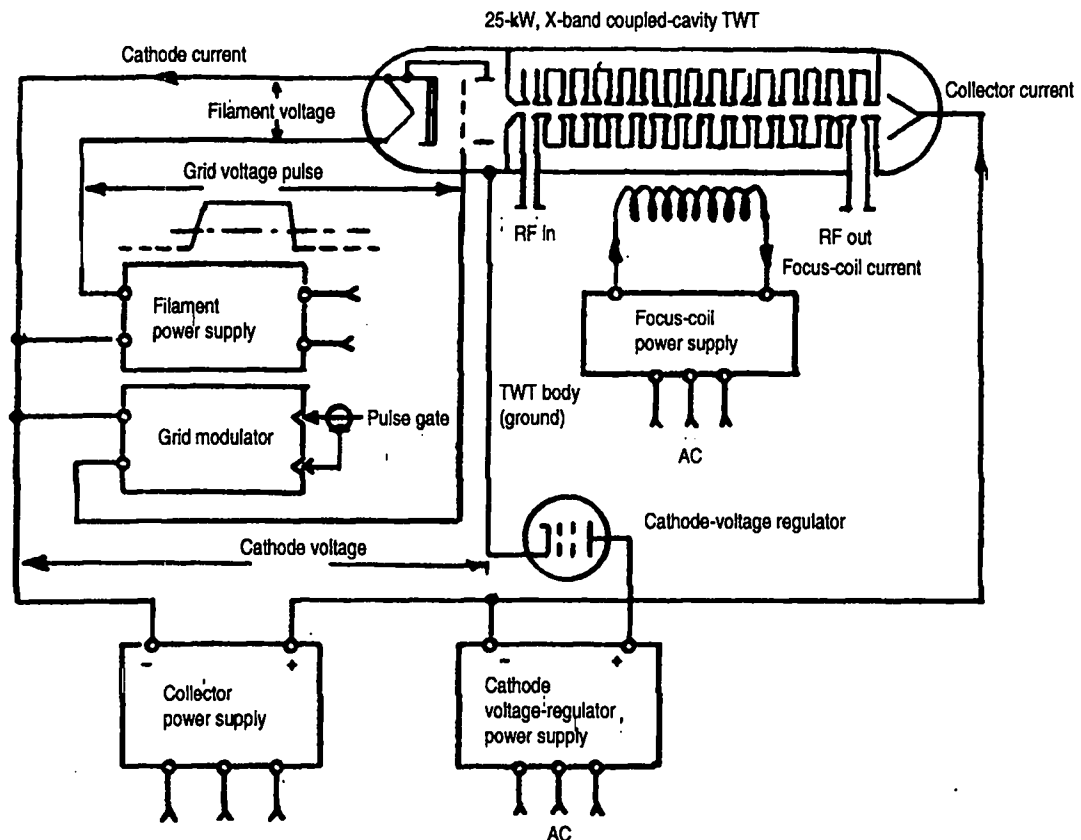 25-kW, X-band coupled-cavity TWT
Cathode current
Filament voltage
Collector current
Grid voltage pulse
RF in
RF out
Focus-coil current
Filament
power supply
Focus-coil
power supply
TWT body
(ground)
Grid modulator
Pulse gate
AC
Cathode-voltage regulator
Cathode voltage
-
+
-
+
Collector
power supply
Cathode
voltage-regulator
power supply
AC